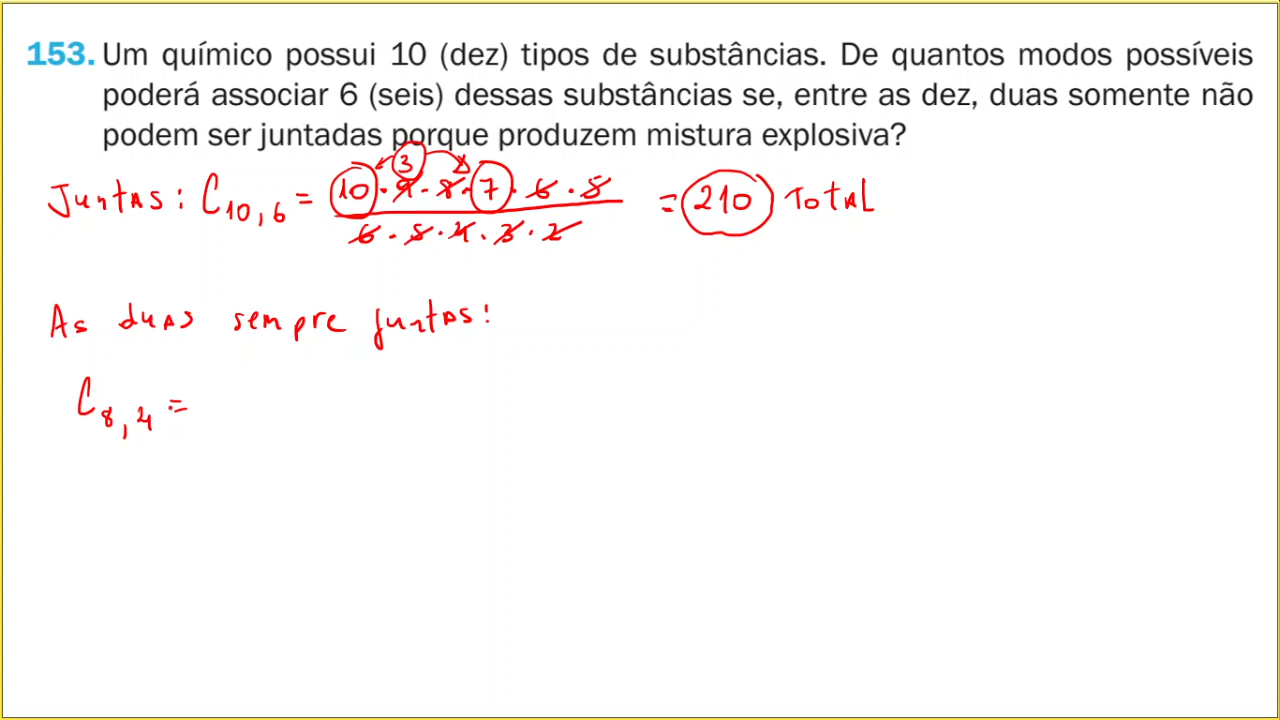 153. Um químico possui 10 (dez) tipos de substâncias. De quantos modos possíveis
poderá associar 6 (seis) dessas substâncias se, entre as dez, duas somente não
podem ser juntadas porque produzem mistura explosiva?
3 2
Juntas: C10,6 = 10 . 9 . 8 . 7 . 6 . 5 = 210 Total
6 . 5 . 4 . 3 . 2
As duas sempre juntas:
C8,4 =